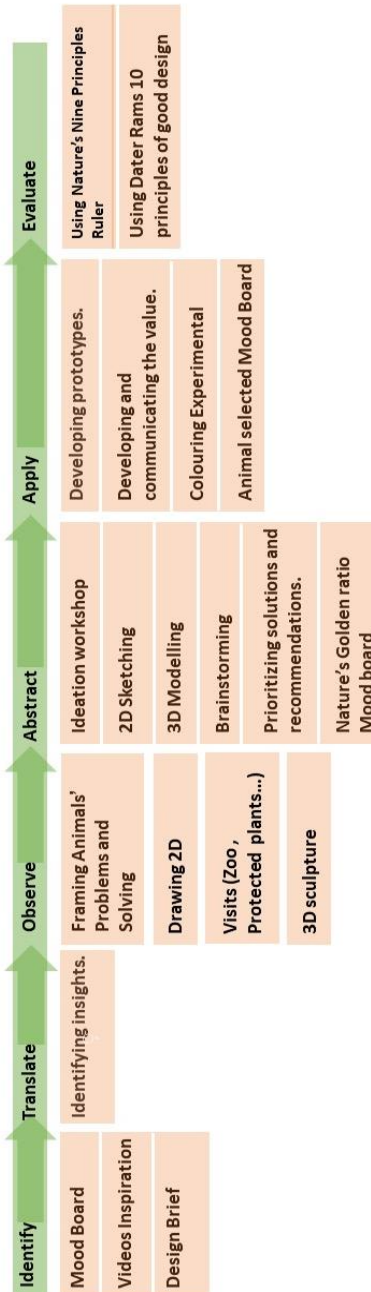 Identify
Mood Board
Videos Inspiration
Design Brief
Translate
Identifying insights.
Observe
Framing Animals'
Problems and
Solving
Drawing 2D
Visits (Zoo ,
Protected plants...)
3D sculpture
Abstract
Ideation workshop
2D Sketching
3D Modelling
Brainstorming
Prioritizing solutions and
recommendations.
Nature's Golden ratio
Mood board
Apply
Developing prototypes.
Developing and
communicating the value.
Colouring Experimental
Animal selected Mood Board
Evaluate
Using Nature's Nine Principles
Ruler
Using Dater Rams 10
principles of good design